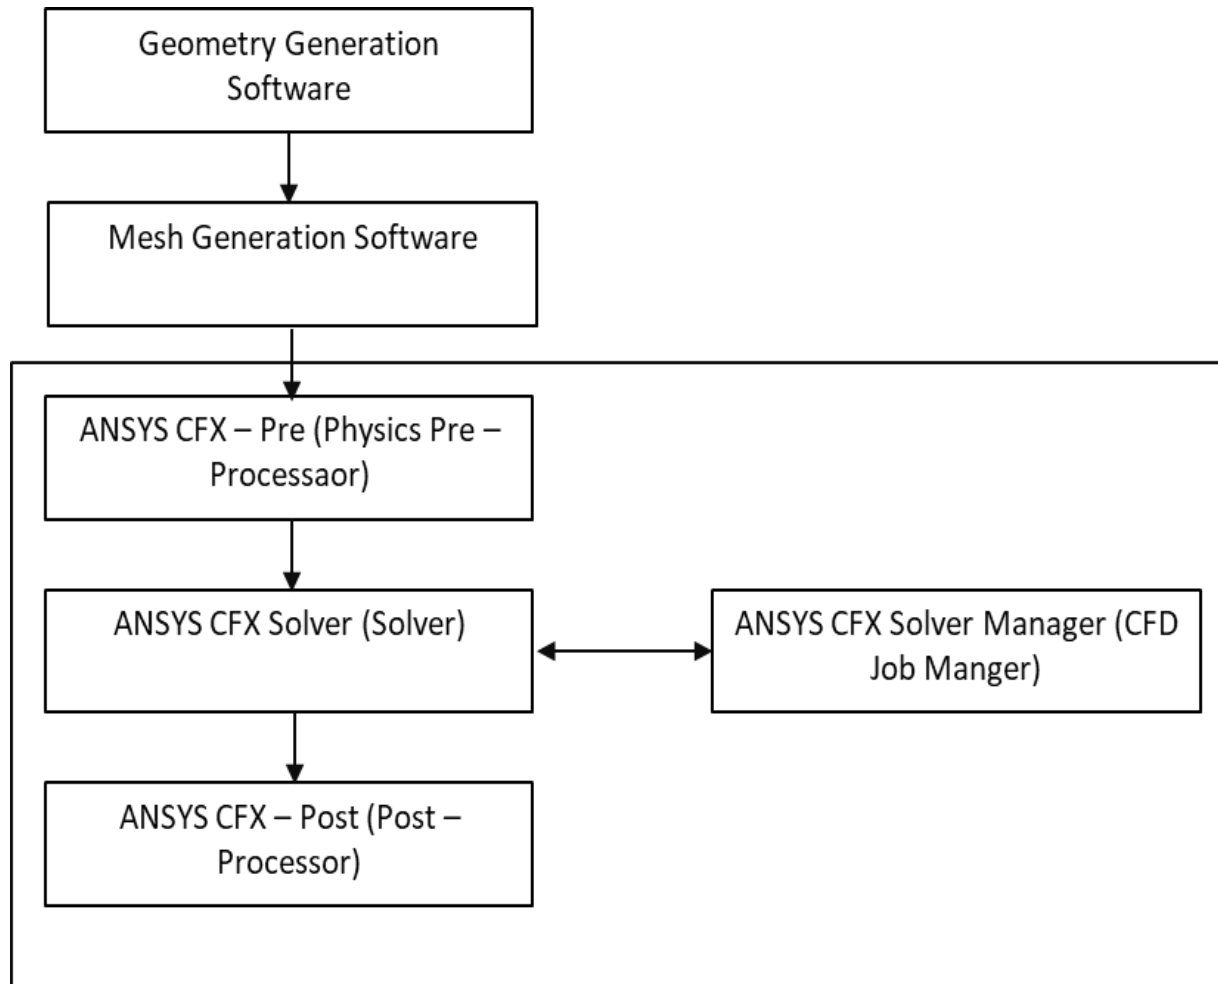 Geometry Generation
Software
Mesh Generation Software
ANSYS CFX – Pre (Physics Pre –
Processaor)
ANSYS CFX Solver (Solver)
ANSYS CFX Solver Manager (CFD
Job Manger)
ANSYS CFX – Post (Post –
Processor)